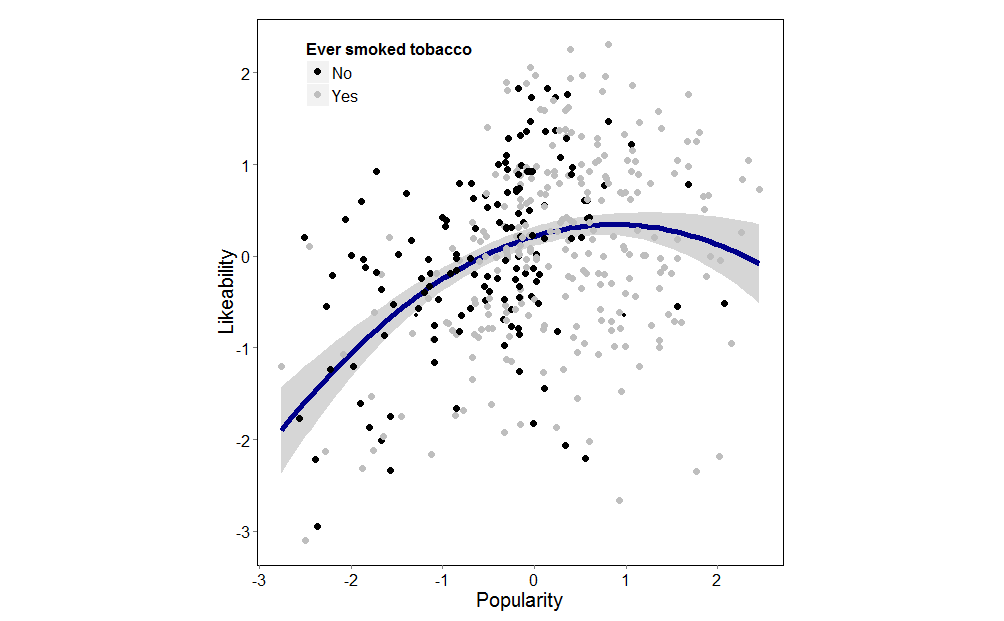 Ever smoked tobacco
No
Yes
2
1
0
-1
-2
-3
Likeability
-3 -2 -1 0 1 2
Popularity